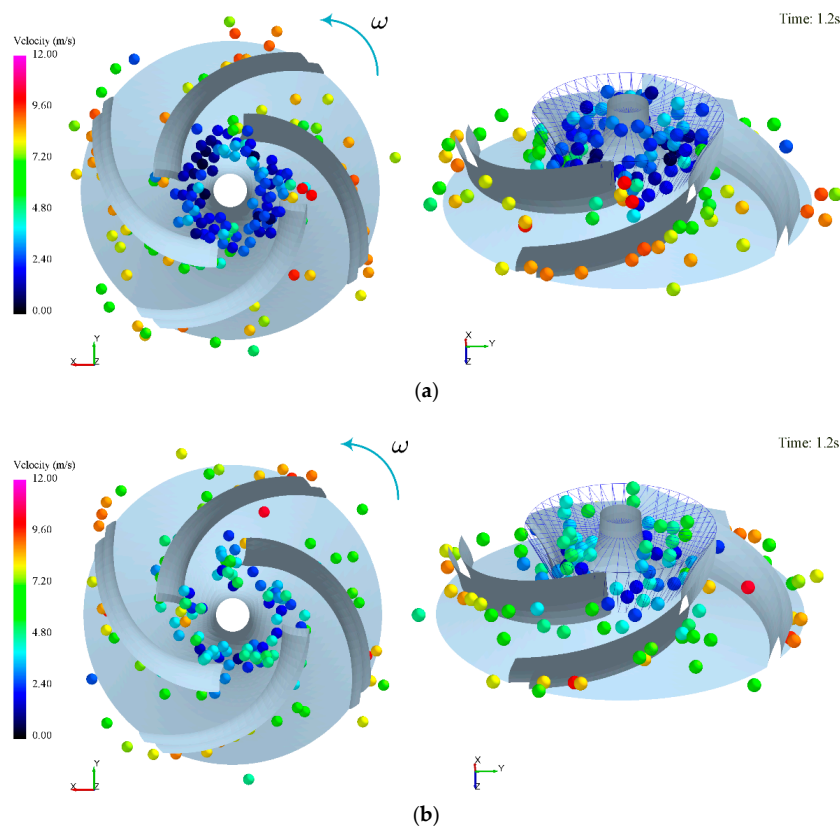 ω
Time: 1.2s
Velocity (m/s)
12.00
9.60
7.20
4.80
2.40
0.00
Y
X Z
X
Y
Z
(a)
ω
Time: 1.2s
Velocity (m/s)
12.00
9.60
7.20
4.80
2.40
0.00
Y
X Z
X
Y
Z
(b)